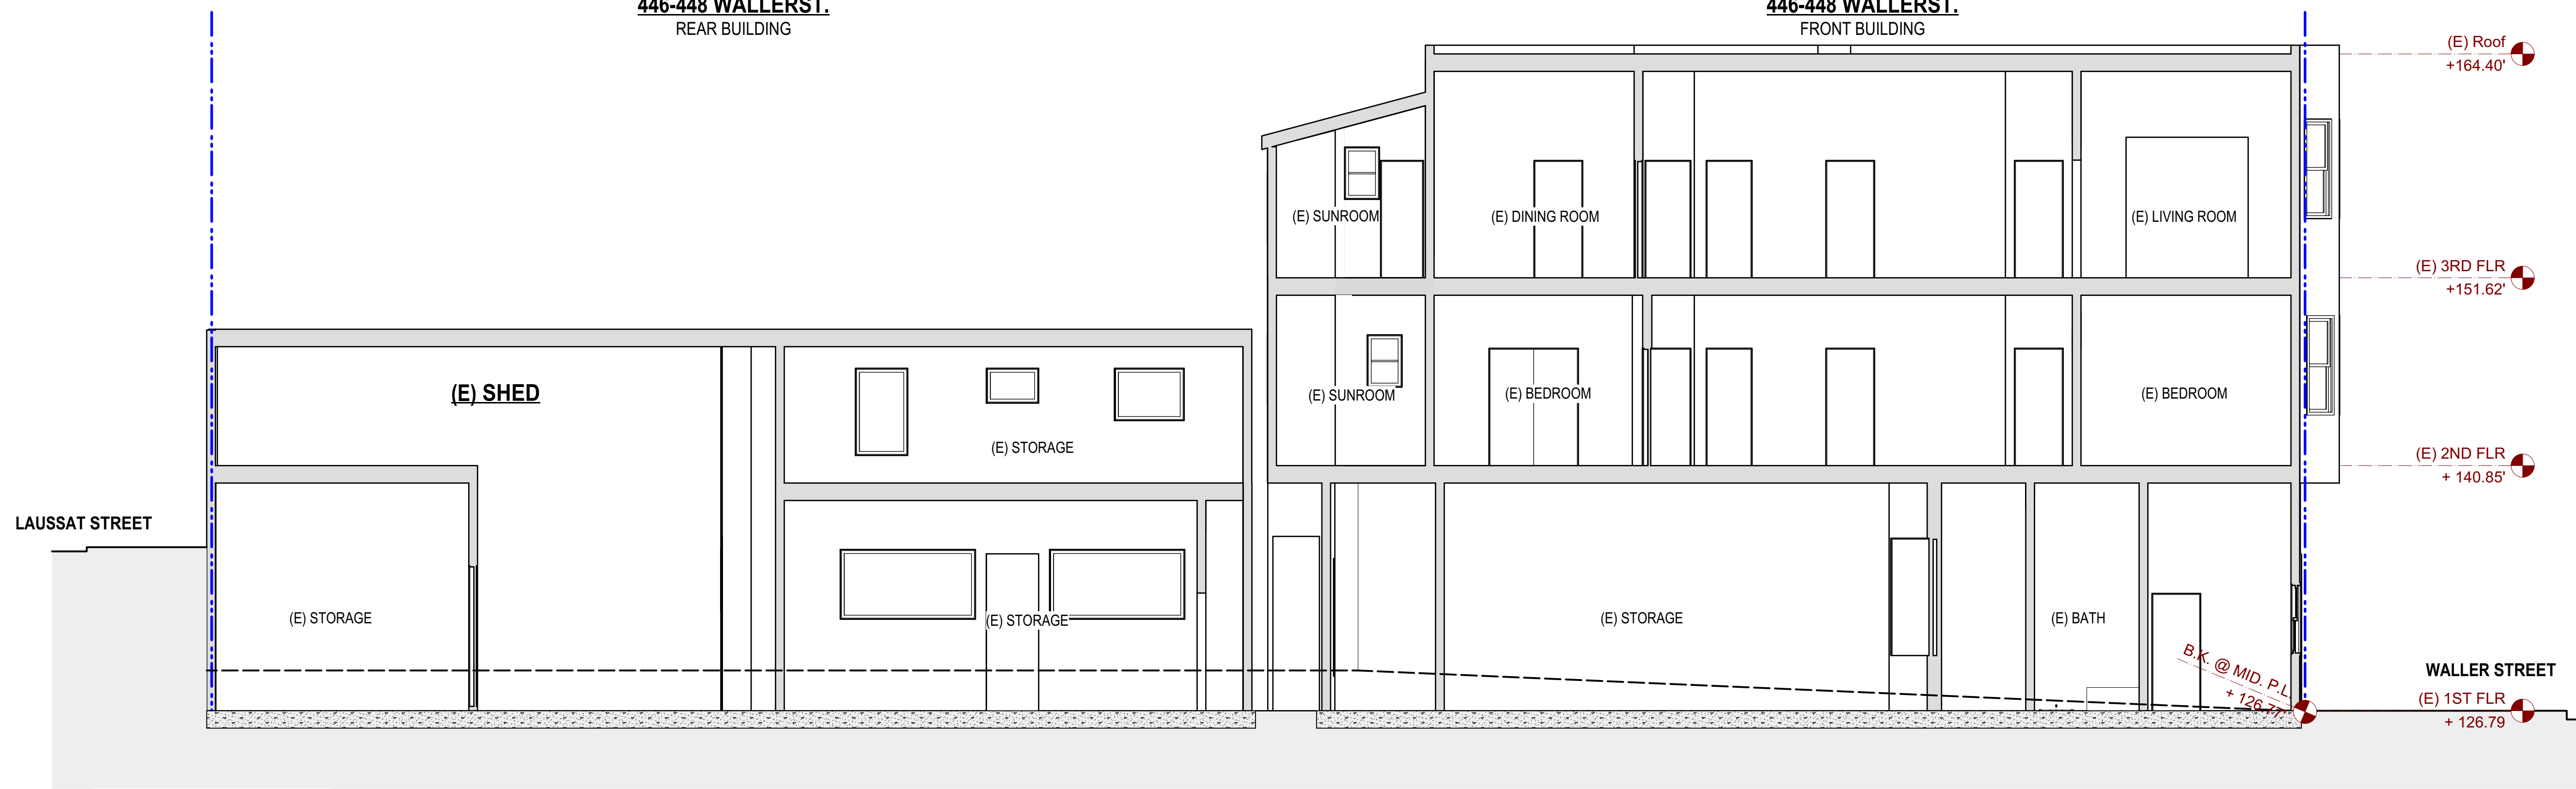 446-448 WALLERST.
REAR BUILDING
446-448 WALLERST.
FRONT BUILDING
(E) Roof
+164.40'
(E) SUNROOM
(E) DINING ROOM
(E) LIVING ROOM
(E) 3RD FLR
+151.62'
(E) SHED
(E) STORAGE
(E) SUNROOM
(E) BEDROOM
(E) BEDROOM
(E) 2ND FLR
+ 140.85'
LAUSSAT STREET
(E) STORAGE
(E) STORAGE
(E) STORAGE
(E) BATH
B.K. @ MID. P.L.
+ 126.77'
WALLER STREET
(E) 1ST FLR
+ 126.79